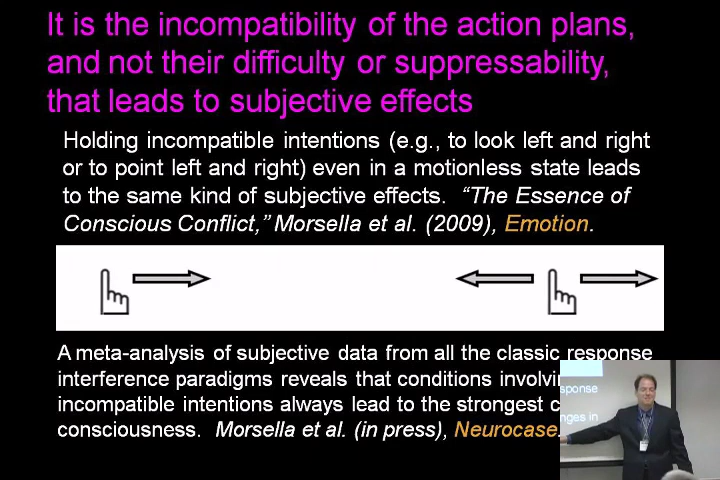 It is the incompatibility of the action plans,
and not their difficulty or suppressability,
that leads to subjective effects
Holding incompatible intentions (e.g., to look left and right
or to point left and right) even in a motionless state leads
to the same kind of subjective effects. “The Essence of
Conscious Conflict,” Morsella et al. (2009), Emotion.
A meta-analysis of subjective data from all the classic response
interference paradigms reveals that conditions
incompatible intentions always lead to the strongest
consciousness. Morsella et al. (in press), Neurocase.
sponse
nges in